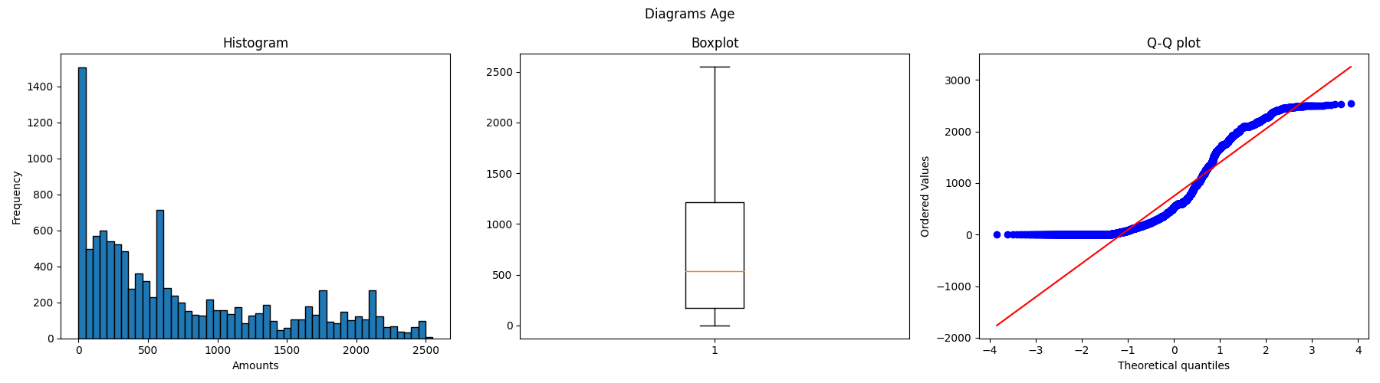 Diagrams Age
Histogram
1400
1200
1000
800
600
400
200
0
Frequency
0 500 1000 1500 2000 2500
Amounts
Boxplot
2500
2000
1500
1000
500
0
1
Q-Q plot
3000
2000
1000
0
−1000
−2000
Ordered Values
−4 −3 −2 −1 0 1 2 3 4
Theoretical quantiles